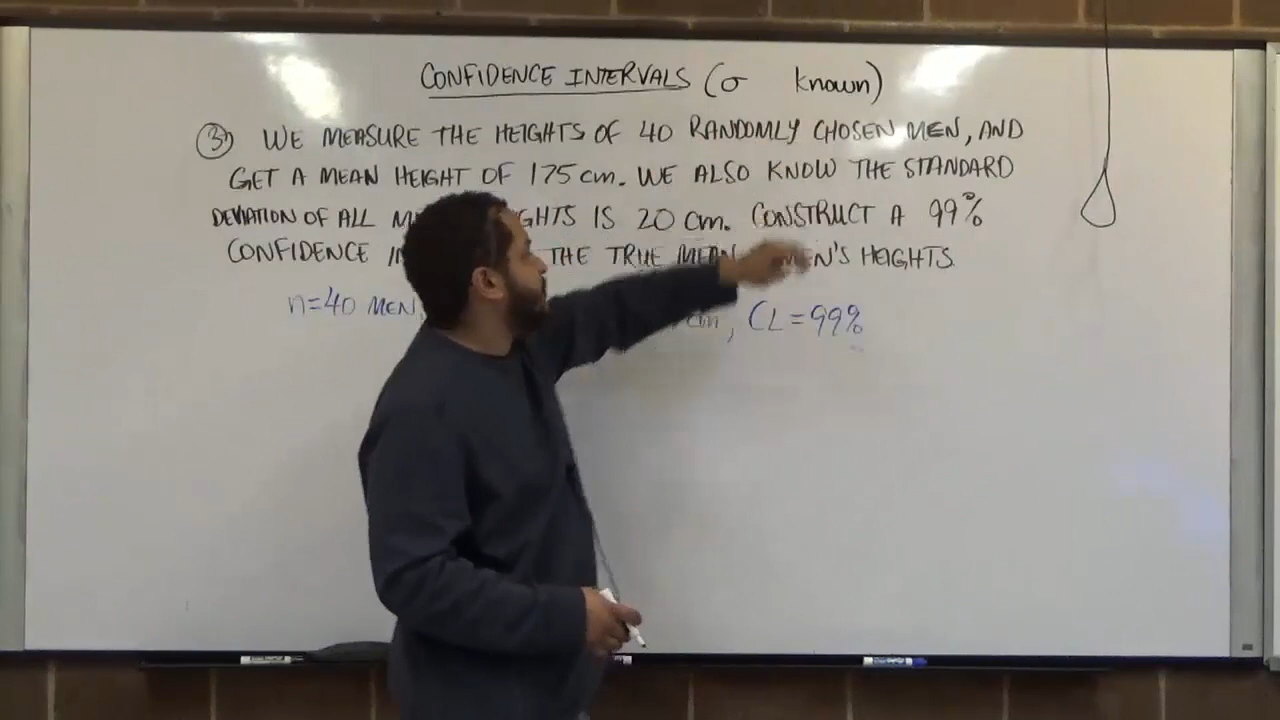 CONFIDENCE INTERVALS (σ known)
③ WE MEASURE THE HEIGHTS OF 40 RANDOMLY CHOSEN MEN, AND
GET A MEAN HEIGHT OF 175 cm. WE ALSO KNOW THE STANDARD
DEVIATION OF ALL IS 20 cm. CONSTRUCT A 99%
CONFIDENCE THE TRUE MEAN HEIGHTS.
n=40 MEN, cm, CL=99%